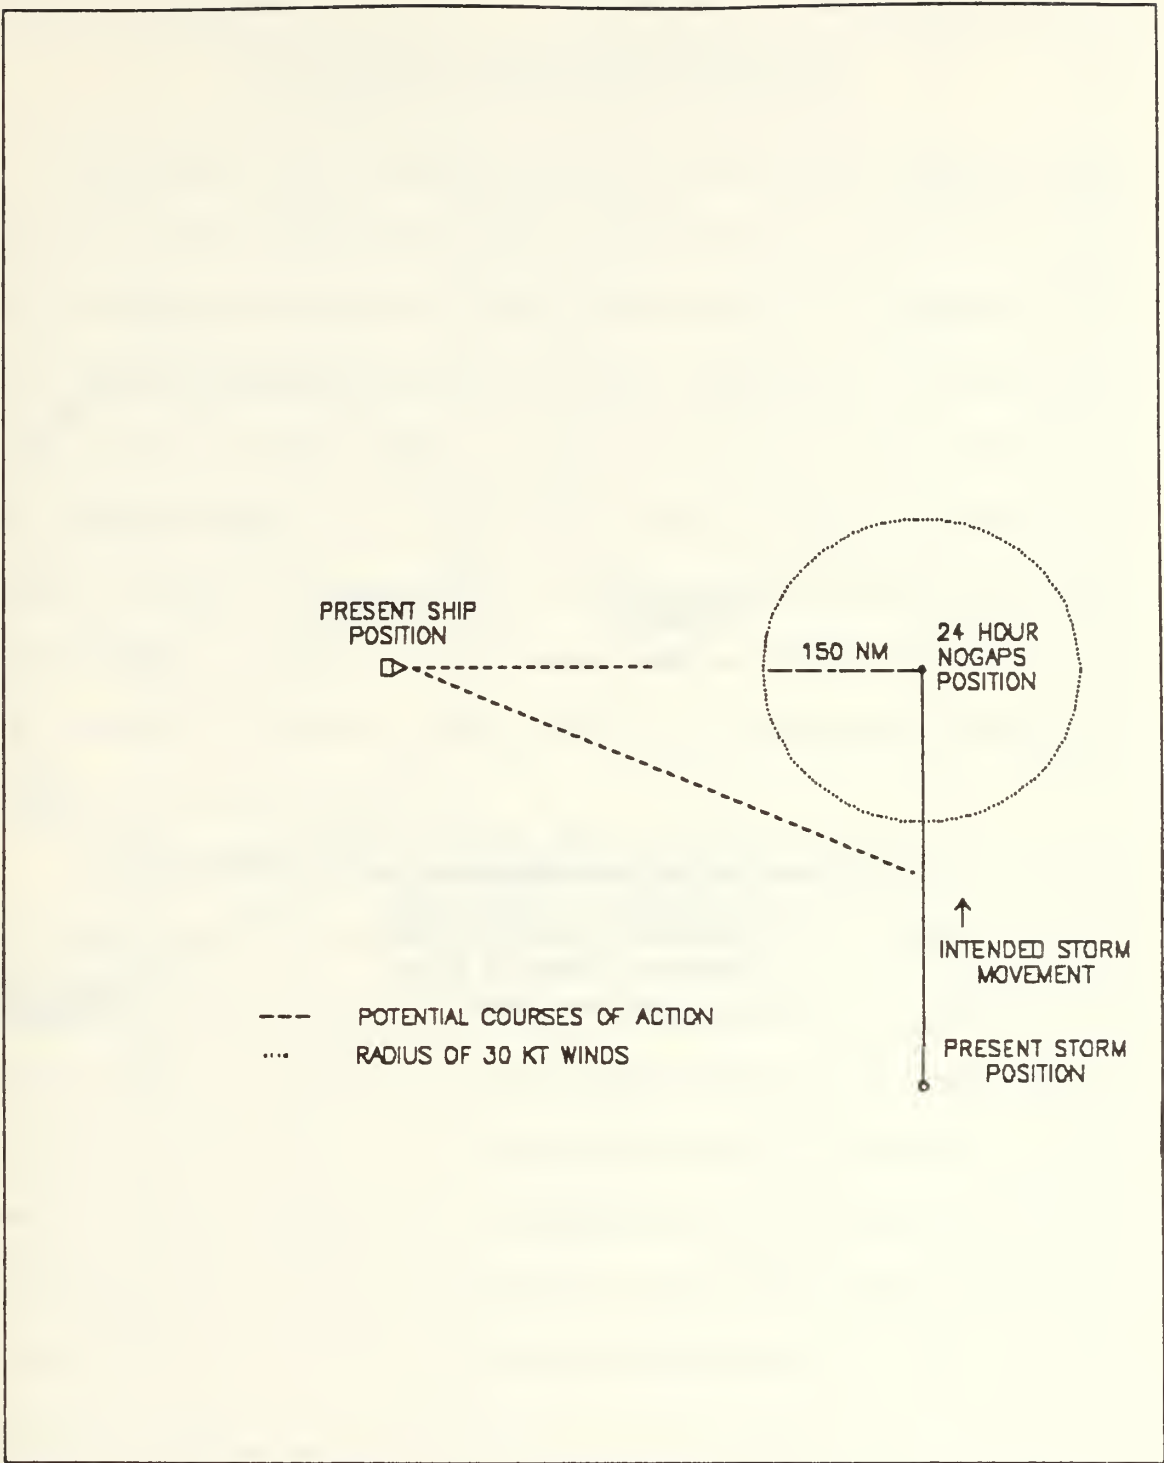 PRESENT SHIP
POSITION
150 NM
24 HOUR
NOGAPS
POSITION
INTENDED STORM
MOVEMENT
POTENTIAL COURSES OF ACTION
RADIUS OF 30 KT WINDS
PRESENT STORM
POSITION